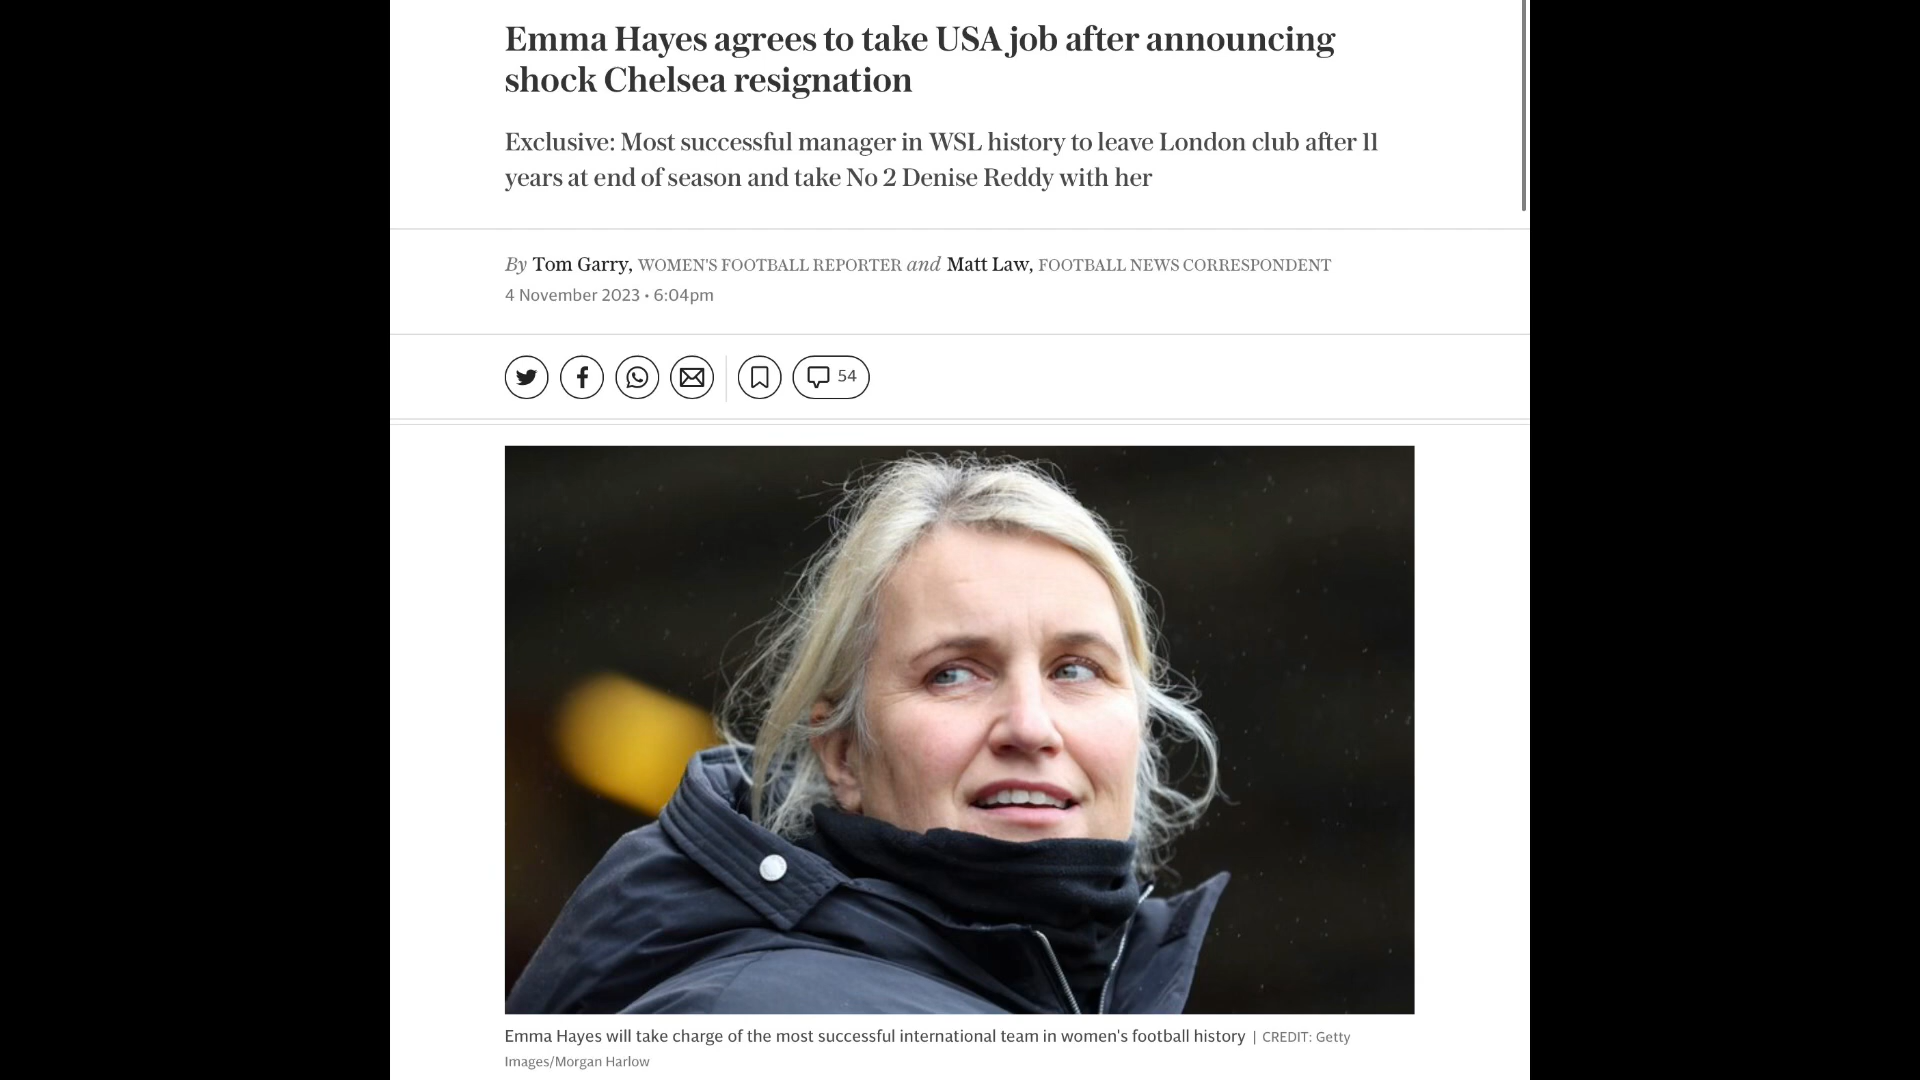 Emma Hayes agrees to take USA job after announcing
shock Chelsea resignation
Exclusive: Most successful manager in WSL history to leave London club after 11
years at end of season and take No 2 Denise Reddy with her
By Tom Garry, WOMEN'S FOOTBALL REPORTER and Matt Law, FOOTBALL NEWS CORRESPONDENT
4 November 2023 • 6:04pm
54
Emma Hayes will take charge of the most successful international team in women's football history | CREDIT: Getty
Images/Morgan Harlow